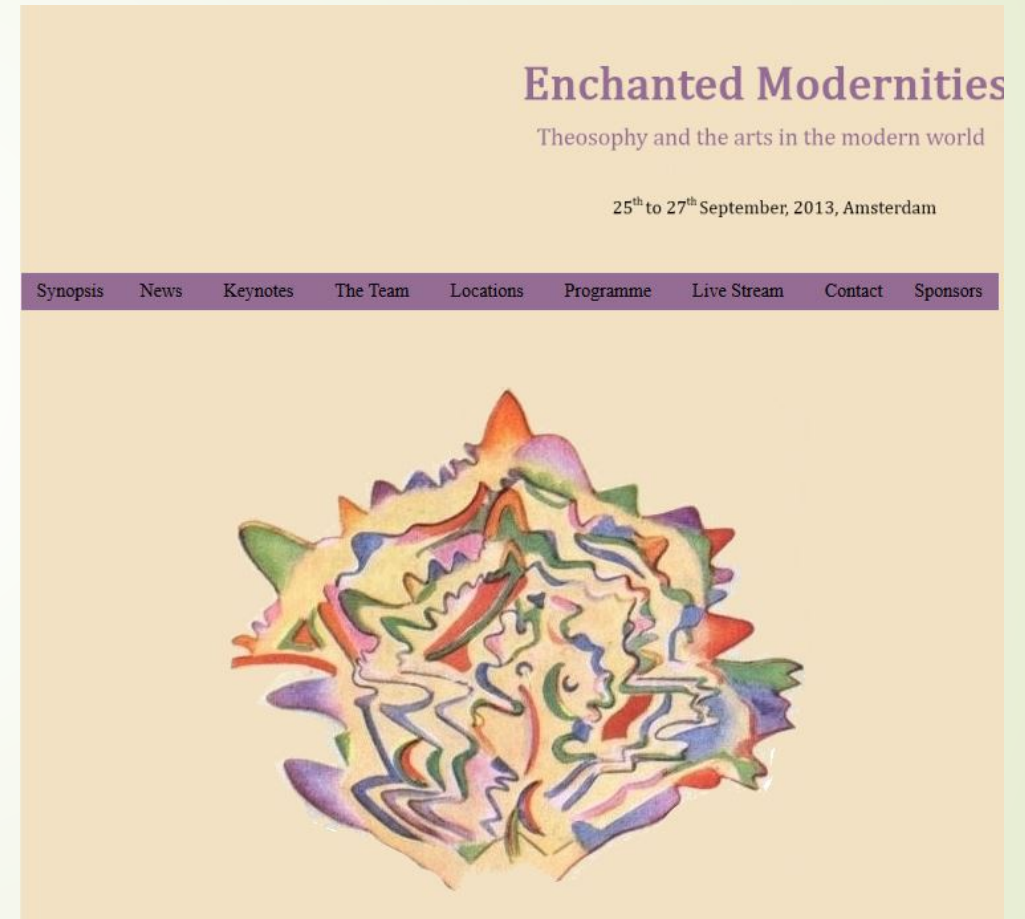 Enchanted Modernities
Theosophy and the arts in the modern world
25th to 27th September, 2013, Amsterdam
Synopsis News Keynotes The Team Locations Programme Live Stream Contact Sponsors